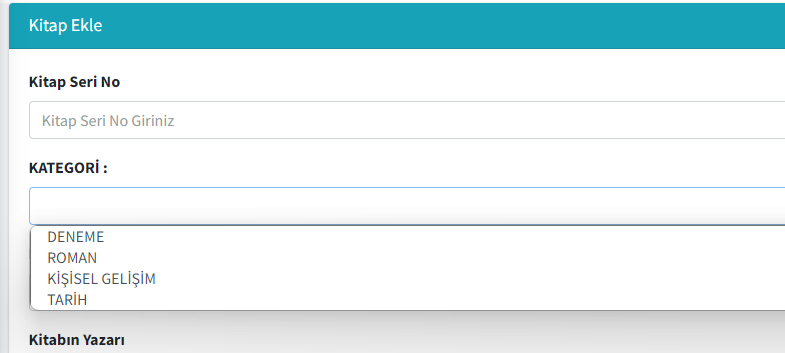 Kitap Ekle
Kitap Seri No
Kitap Seri No Giriniz
KATEGORİ :
DENEME
ROMAN
KİŞİSEL GELİŞİM
TARİH
Kitabın Yazarı